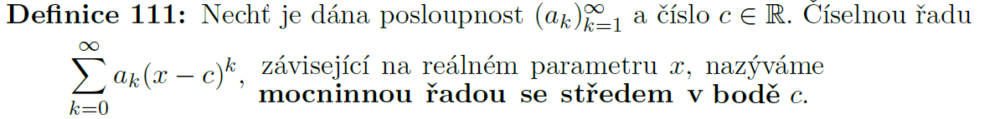 Definice 111: Nechť je dána posloupnost $(a_k)_{k=1}^{\infty}$ a číslo $c \in \mathbb{R}$. Číselnou řadu
$\sum_{k=0}^{\infty} a_k(x-c)^k$, závisející na reálném parametru $x$, nazýváme
mocninnou řadou se středem v bodě $c$.